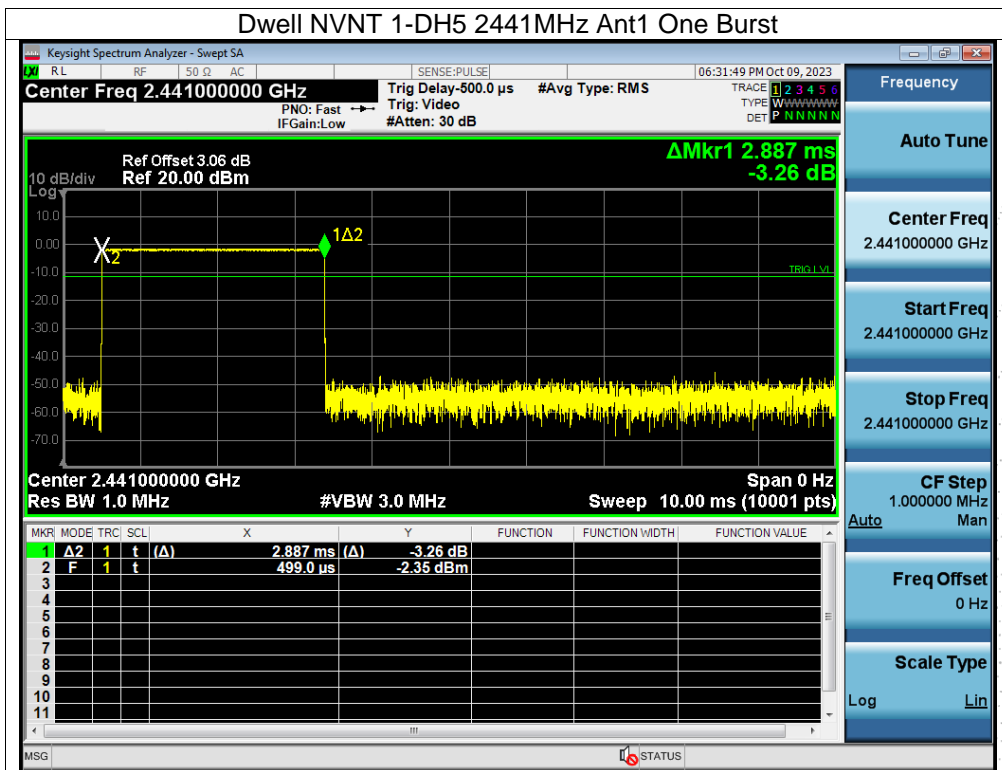 Dwell NVNT 1-DH5 2441MHz Ant1 One Burst
Keysight Spectrum Analyzer - Swept SA
LXI RL RF 50 Ω AC SENSE:PULSE 06:31:49 PM Oct 09, 2023
Center Freq 2.441000000 GHz Trig Delay-500.0 µs #Avg Type: RMS TRACE 1 2 3 4 5 6
PNO: Fast Trig: Video TYPE WWWWWW
IFGain:Low #Atten: 30 dB DET P N N N N N
Frequency
Auto Tune
Center Freq
2.441000000 GHz
Start Freq
2.441000000 GHz
Stop Freq
2.441000000 GHz
CF Step
1.000000 MHz
Auto Man
Freq Offset
0 Hz
Scale Type
Log Lin
ΔMkr1 2.887 ms
-3.26 dB
Ref Offset 3.06 dB
10 dB/div Ref 20.00 dBm
Log
10.0
0.00
-10.0
-20.0
-30.0
-40.0
-50.0
-60.0
-70.0
1Δ2
2
TRIG LVL
Center 2.441000000 GHz Span 0 Hz
Res BW 1.0 MHz #VBW 3.0 MHz Sweep 10.00 ms (10001 pts)
MKR MODE TRC SCL X Y FUNCTION FUNCTION WIDTH FUNCTION VALUE
1 Δ2 1 t (Δ) 2.887 ms (Δ) -3.26 dB
2 F 1 t 499.0 µs -2.35 dBm
3
4
5
6
7
8
9
10
11
MSG STATUS